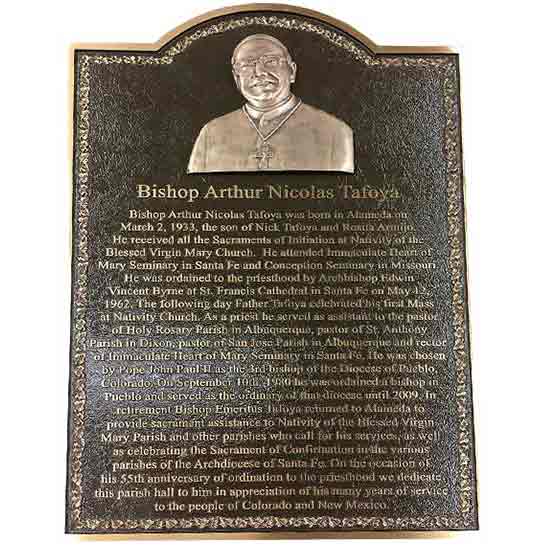 Bishop Arthur Nicolas Tafoya
Bishop Arthur Nicolas Tafoya was born in Alameda on
March 2, 1933, the son of Nick Tafoya and Rosita Armijo.
He received all the Sacraments of Initiation at Nativity of the
Blessed Virgin Mary Church. He attended Immaculate Heart of
Mary Seminary in Santa Fe and Conception Seminary in Missouri.
He was ordained to the priesthood by Archbishop Edwin
Vincent Byrne at St. Francis Cathedral in Santa Fe on May 12,
1962. The following day Father Tafoya celebrated his first Mass
at Nativity Church. As a priest he served as assistant to the pastor
of Holy Rosary Parish in Albuquerque, pastor of St. Anthony
Parish in Dixon, pastor of San Jose Parish in Albuquerque and rector
of Immaculate Heart of Mary Seminary in Santa Fe. He was chosen
by Pope John Paul II as the 3rd bishop of the Diocese of Pueblo,
Colorado. On September 10th, 1980 he was ordained a bishop in
Pueblo and served as the ordinary of that diocese until 2009. In
retirement Bishop Emeritus Tafoya returned to Alameda to
provide sacrament assistance to Nativity of the Blessed Virgin
Mary Parish and other parishes who call for his services, as well
as celebrating the Sacrament of Confirmation in the various
parishes of the Archdiocese of Santa Fe. On the occasion of
his 55th anniversary of ordination to the priesthood we dedicate
this parish hall to him in appreciation of his many years of service
to the people of Colorado and New Mexico.